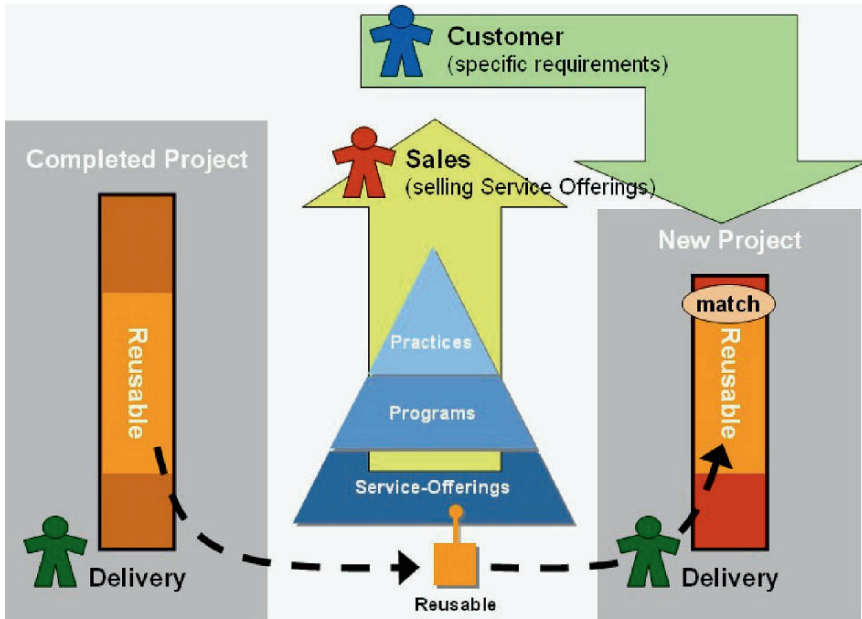 Customer
(specific requirements)
Completed Project
Sales
(selling Service Offerings)
New Project
match
Reusable
Practices
Reusable
Programs
Service-Offerings
Delivery
Reusable
Delivery